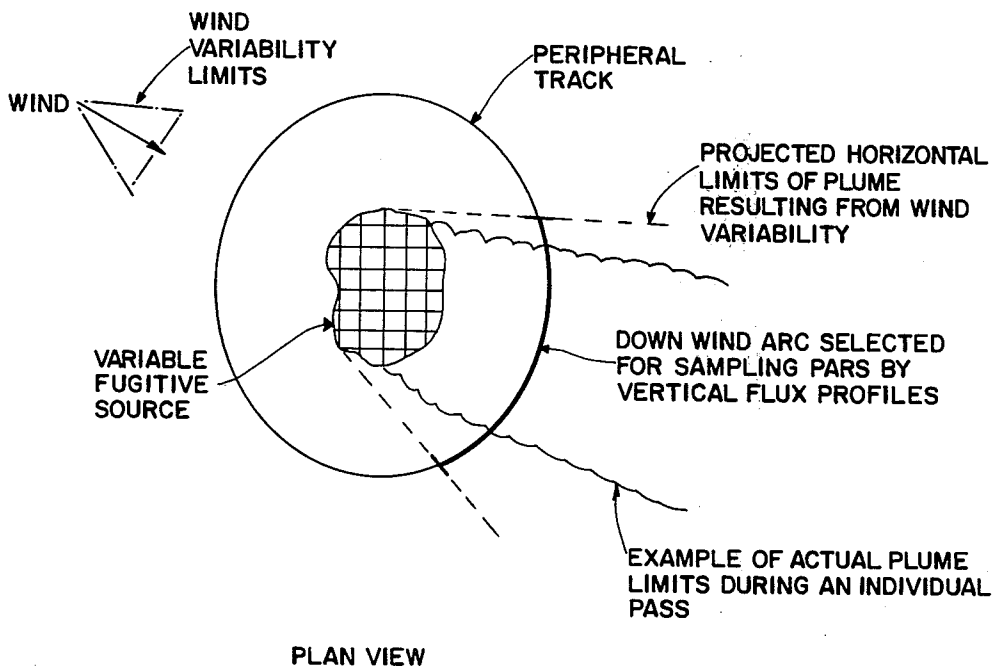 WIND
VARIABILITY
LIMITS
WIND
PERIPHERAL
TRACK
PROJECTED HORIZONTAL
LIMITS OF PLUME
RESULTING FROM WIND
VARIABILITY
VARIABLE
FUGITIVE
SOURCE
DOWN WIND ARC SELECTED
FOR SAMPLING PARS BY
VERTICAL FLUX PROFILES
EXAMPLE OF ACTUAL PLUME
LIMITS DURING AN INDIVIDUAL
PASS
PLAN VIEW